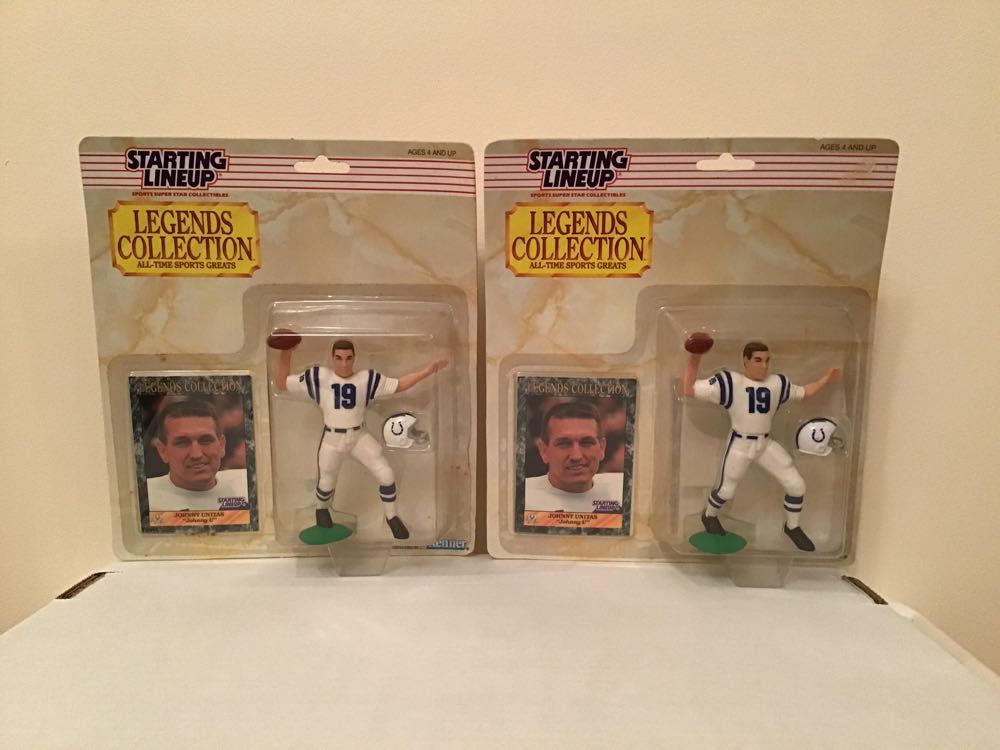 AGES 4 AND UP
STARTING
LINEUP
SPORTS SUPER STAR COLLECTIBLES
LEGENDS
COLLECTION
ALL-TIME SPORTS GREATS
19
LEGENDS COLLECTION
STARTING
LINEUP
JOHNNY UNITAS
"Johnny U"
Kenner
AGES 4 AND UP
STARTING
LINEUP
SPORTS SUPER STAR COLLECTIBLES
LEGENDS
COLLECTION
ALL-TIME SPORTS GREATS
19
LEGENDS COLLECTION
STARTING
LINEUP
JOHNNY UNITAS
"Johnny U"